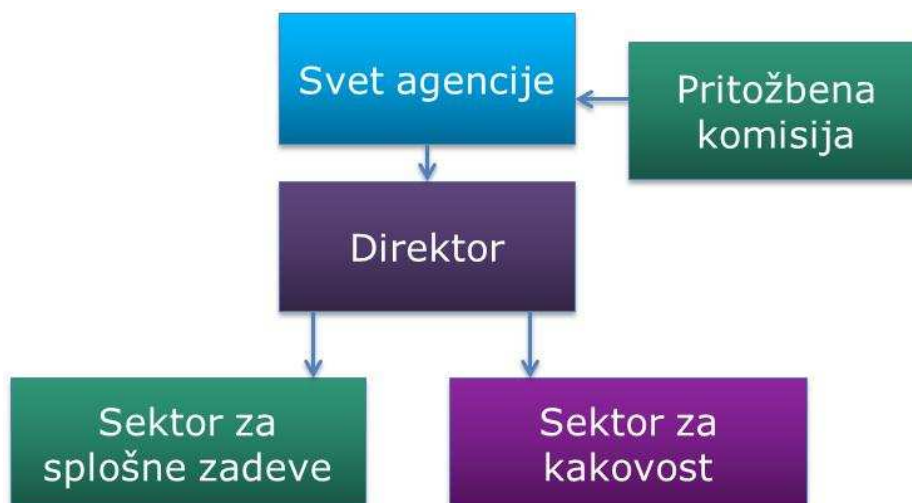 Svet agencije
Pritožbena
komisija
Direktor
Sektor za
splošne zadeve
Sektor za
kakovost